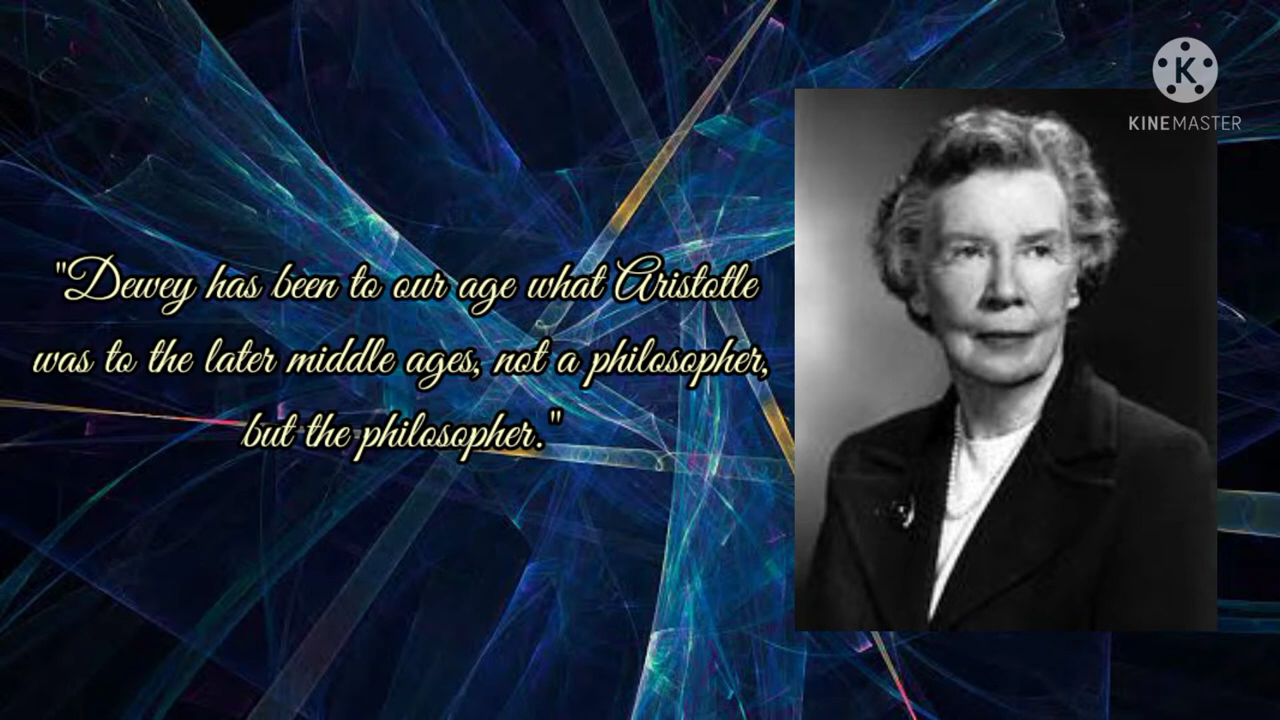 "Dewey has been to our age what Aristotle
was to the later middle ages, not a philosopher,
but the philosopher."
K
KINEMASTER